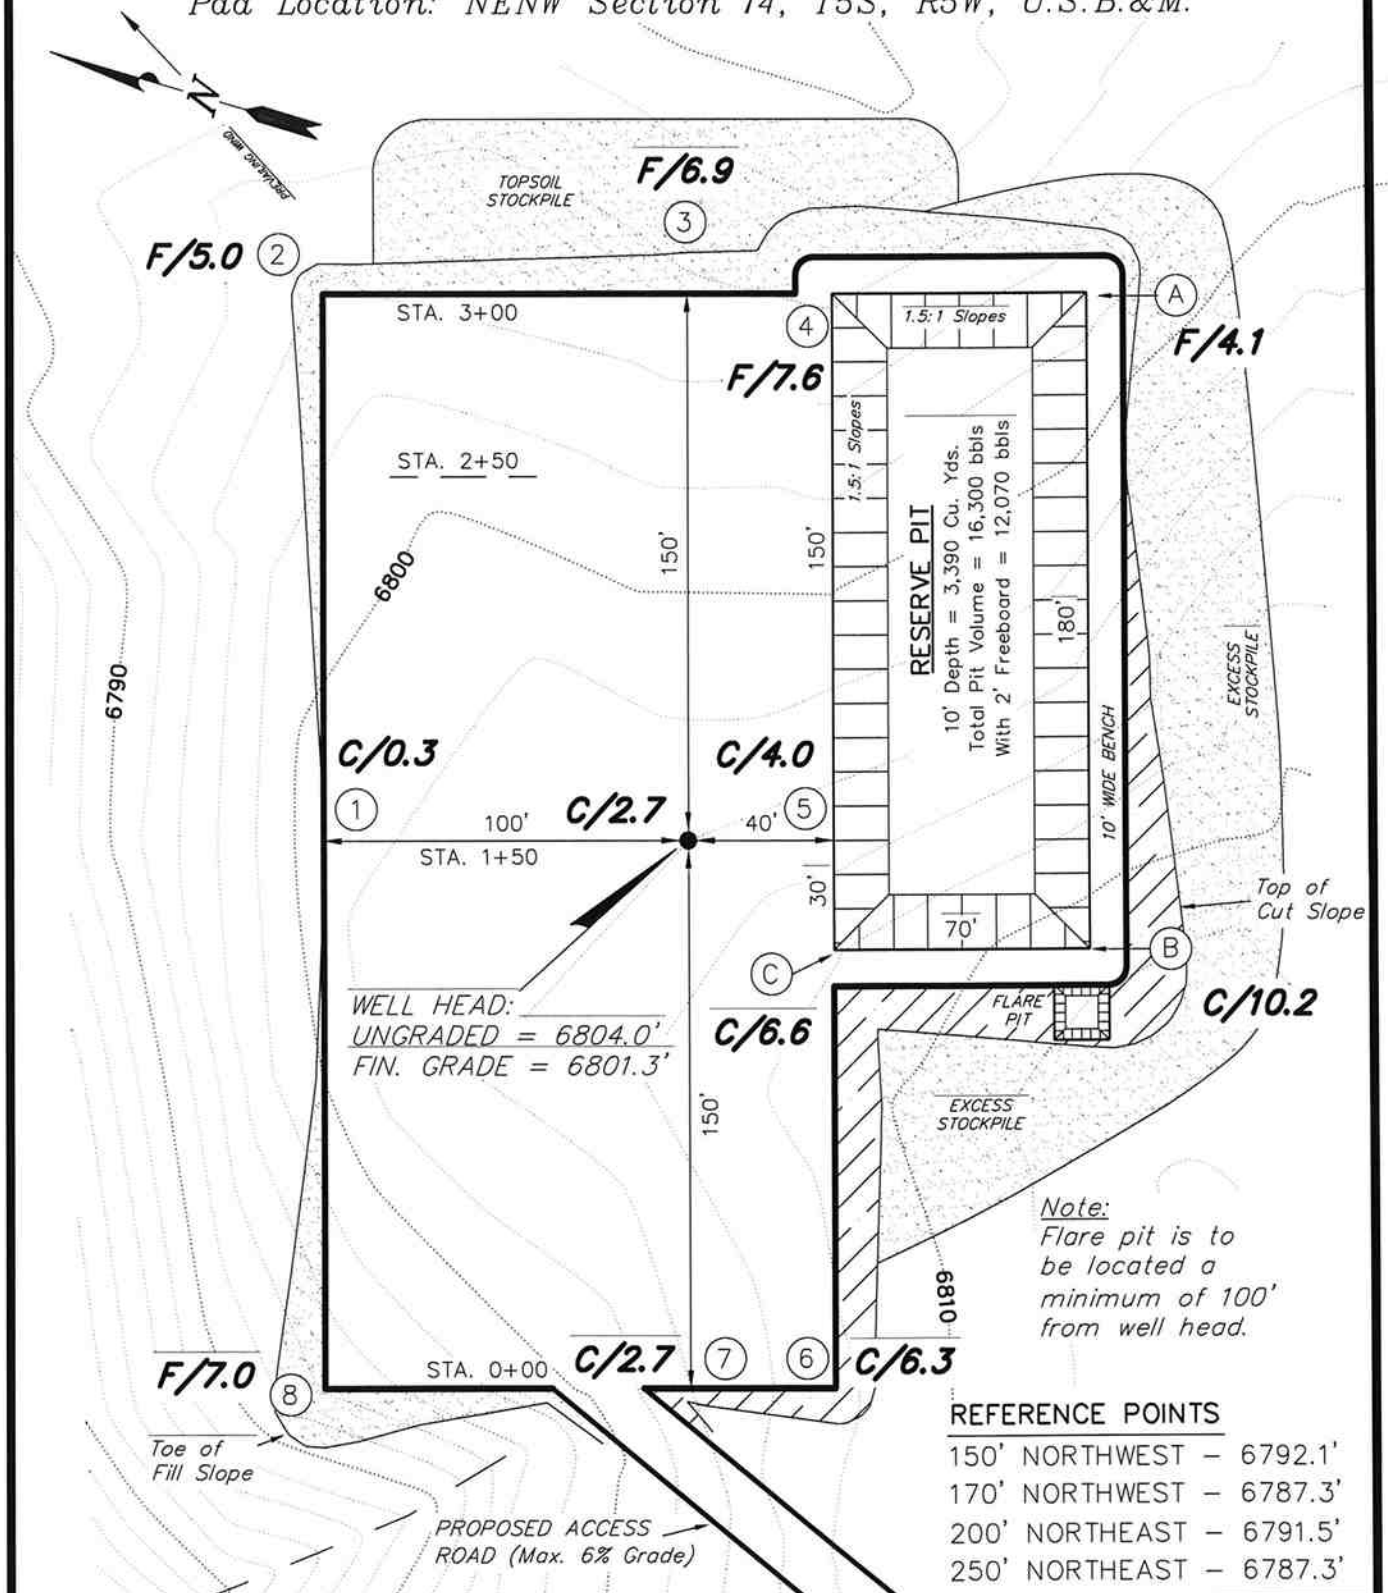 Pad Location: NENW Section 14, T5S, R5W, U.S.B.&M.
N
PREVAILING WIND
F/6.9
TOPSOIL
STOCKPILE
3
F/5.0
2
STA. 3+00
4
1.5:1 Slopes
A
F/4.1
F/7.6
STA. 2+50
1.5:1 Slopes
150'
150'
RESERVE PIT
10' Depth = 3,390 Cu. Yds.
Total Pit Volume = 16,300 bbls
With 2' Freeboard = 12,070 bbls
180'
6800
6790
EXCESS
STOCKPILE
C/0.3
C/4.0
10' WIDE BENCH
1
100'
C/2.7
40'
5
STA. 1+50
30'
70'
Top of
Cut Slope
B
C
WELL HEAD:
UNGRADED = 6804.0'
FIN. GRADE = 6801.3'
C/6.6
FLARE
PIT
C/10.2
150'
EXCESS
STOCKPILE
Note:
Flare pit is to
be located a
minimum of 100'
from well head.
6810
F/7.0
8
STA. 0+00
C/2.7
7
6
C/6.3
Toe of
Fill Slope
PROPOSED ACCESS
ROAD (Max. 6% Grade)
REFERENCE POINTS
150' NORTHWEST - 6792.1'
170' NORTHWEST - 6787.3'
200' NORTHEAST - 6791.5'
250' NORTHEAST - 6787.3'